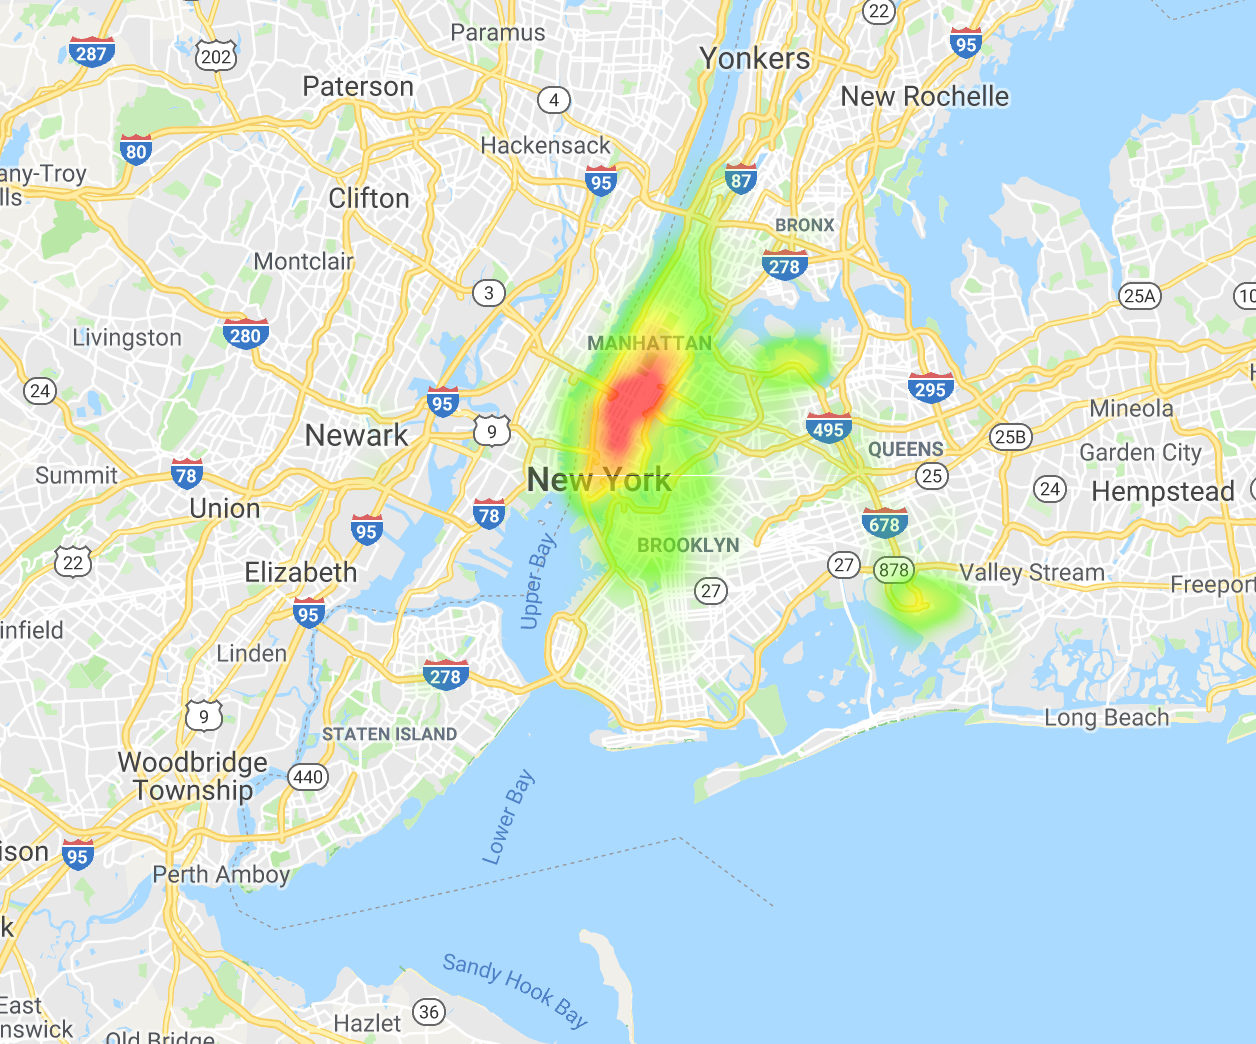 22
Paramus
95
287
202
Yonkers
Paterson
New Rochelle
4
Hackensack
80
any-Troy
lls
95
87
Clifton
BRONX
Montclair
278
3
25A
10
Livingston
280
MANHATTAN
24
95
295
H
Mineola
Newark
9
495
25B
QUEENS
Garden City
Summit
78
New York
25
24
Hempstead
Union
78
95
678
BROOKLYN
22
Elizabeth
27
878
Valley Stream
Freeport
27
Upper Bay
95
infield
Linden
278
9
STATEN ISLAND
Long Beach
Woodbridge
Township
440
Lower Bay
ison
95
Perth Amboy
k
Sandy Hook Bay
East
nswick
Hazlet
36
Old Bridge